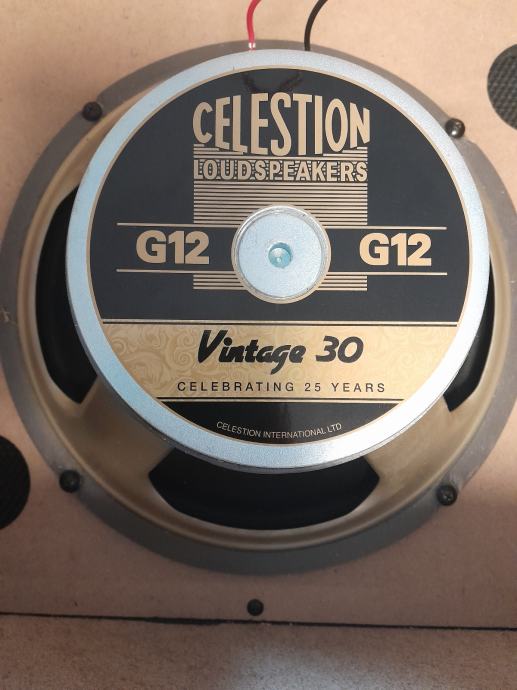 CELESTION
LOUDSPEAKERS
G12 G12
Vintage 30
CELEBRATING 25 YEARS
CELESTION INTERNATIONAL LTD